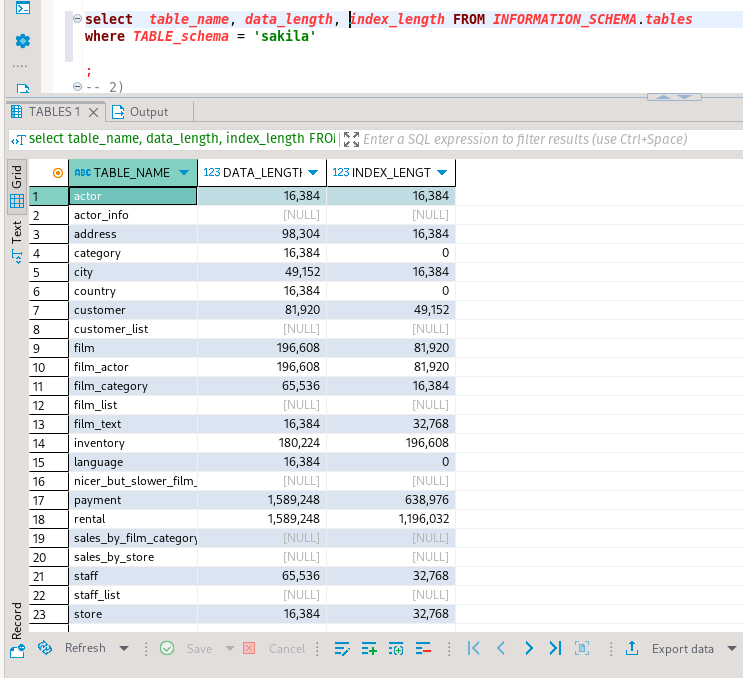 select  table_name, data_length, index_length FROM INFORMATION_SCHEMA.tables
where TABLE_schema = 'sakila'
;
-- 2)
TABLES 1
Output
select table_name, data_length, index_length FROM
Enter a SQL expression to filter results (use Ctrl+Space)
Grid
Text
Record
ABC TABLE_NAME 123 DATA_LENGTH 123 INDEX_LENGT
1 actor 16,384 16,384
2 actor_info [NULL] [NULL]
3 address 98,304 16,384
4 category 16,384 0
5 city 49,152 16,384
6 country 16,384 0
7 customer 81,920 49,152
8 customer_list [NULL] [NULL]
9 film 196,608 81,920
10 film_actor 196,608 81,920
11 film_category 65,536 16,384
12 film_list [NULL] [NULL]
13 film_text 16,384 32,768
14 inventory 180,224 196,608
15 language 16,384 0
16 nicer_but_slower_film_ [NULL] [NULL]
17 payment 1,589,248 638,976
18 rental 1,589,248 1,196,032
19 sales_by_film_category [NULL] [NULL]
20 sales_by_store [NULL] [NULL]
21 staff 65,536 32,768
22 staff_list [NULL] [NULL]
23 store 16,384 32,768
Refresh Save Cancel Export data